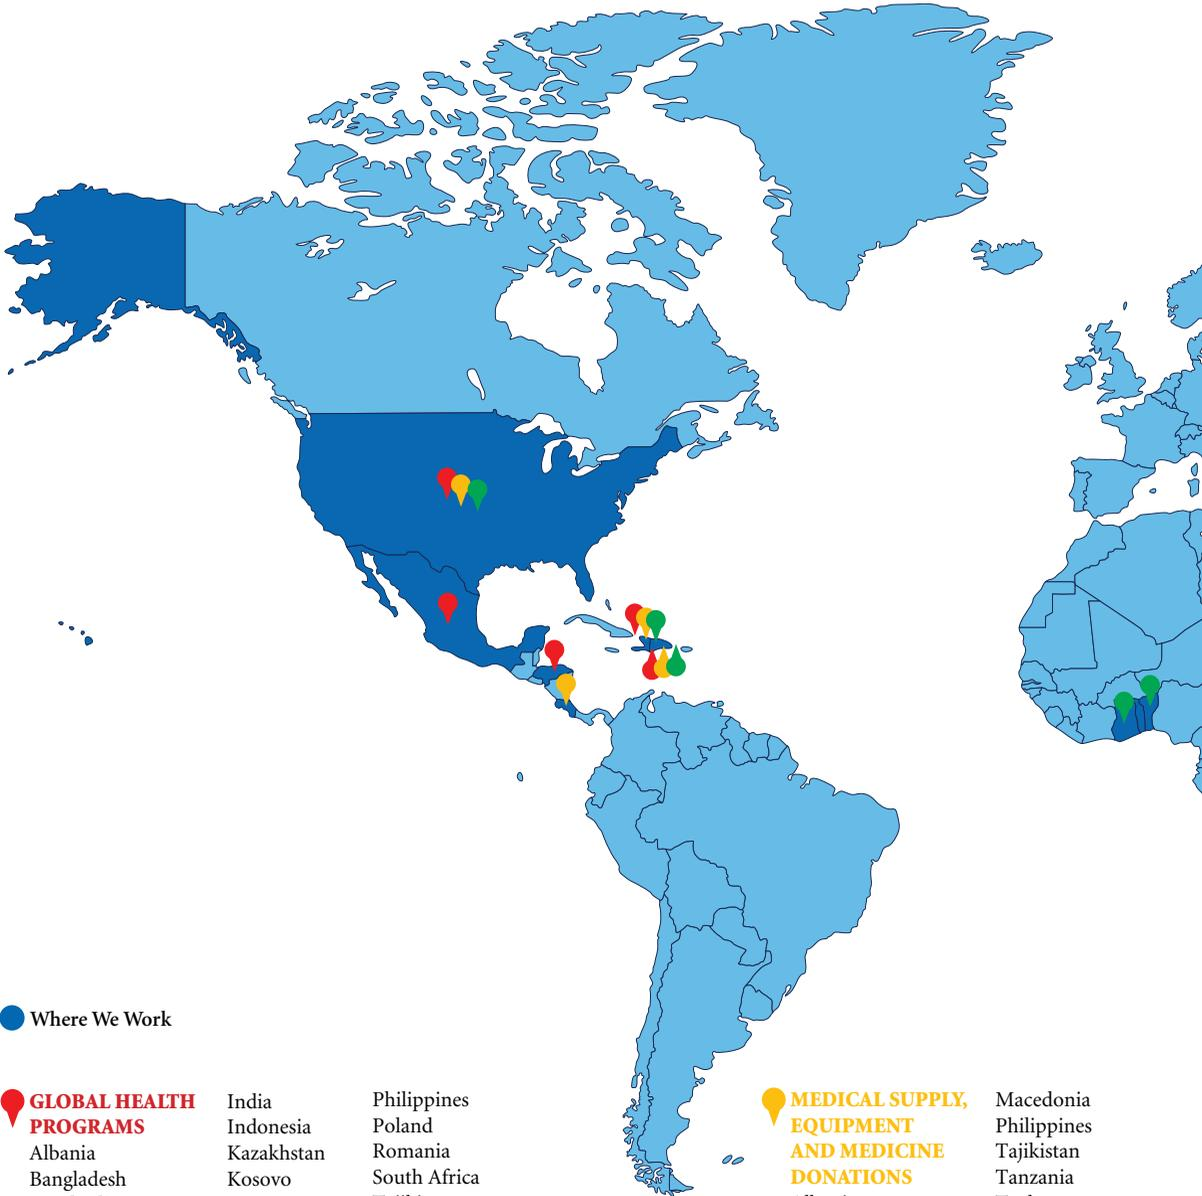 Where We Work
GLOBAL HEALTH
PROGRAMS
Albania
Bangladesh
India
Indonesia
Kazakhstan
Kosovo
Philippines
Poland
Romania
South Africa
MEDICAL SUPPLY,
EQUIPMENT
AND MEDICINE
DONATIONS
Macedonia
Philippines
Tajikistan
Tanzania